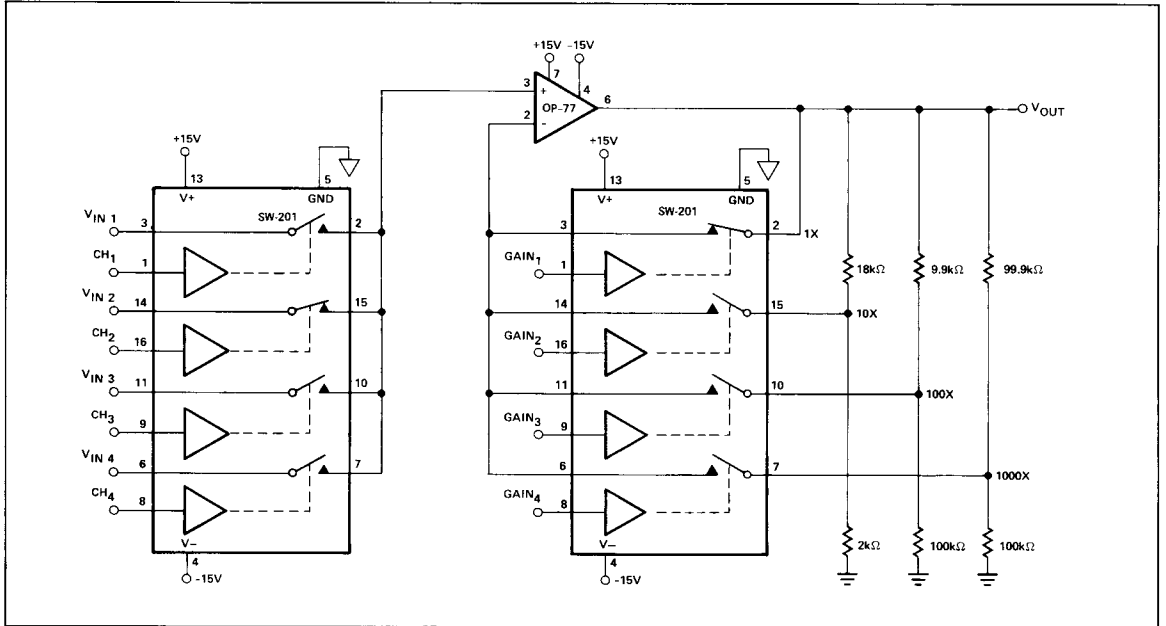 +15V -15V
7
3
+
4
OP-77
6
2
-
V_OUT
+15V
13
5
V+
GND
SW-201
V_IN 1
3
2
CH_1
1
V_IN 2
14
15
CH_2
16
V_IN 3
11
10
CH_3
9
V_IN 4
6
7
CH_4
8
V-
4
-15V
+15V
13
5
V+
GND
SW-201
3
2
1X
GAIN_1
1
14
15
10X
GAIN_2
16
11
10
100X
GAIN_3
9
6
7
1000X
GAIN_4
8
V-
4
-15V
18kΩ
9.9kΩ
99.9kΩ
2kΩ
100kΩ
100kΩ